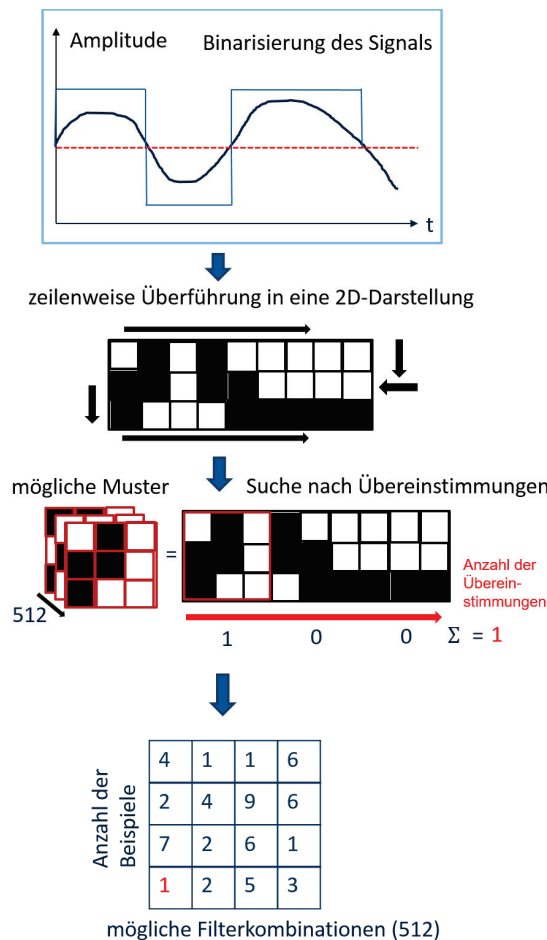 Amplitude
Binarisierung des Signals
t
zeilenweise Überführung in eine 2D-Darstellung
mögliche Muster
Suche nach Übereinstimmungen
=
512
Anzahl der
Überein-
stimmungen
1 0 0 Σ = 1
Anzahl der
Beispiele
4 1 1 6
2 4 9 6
7 2 6 1
1 2 5 3
mögliche Filterkombinationen (512)